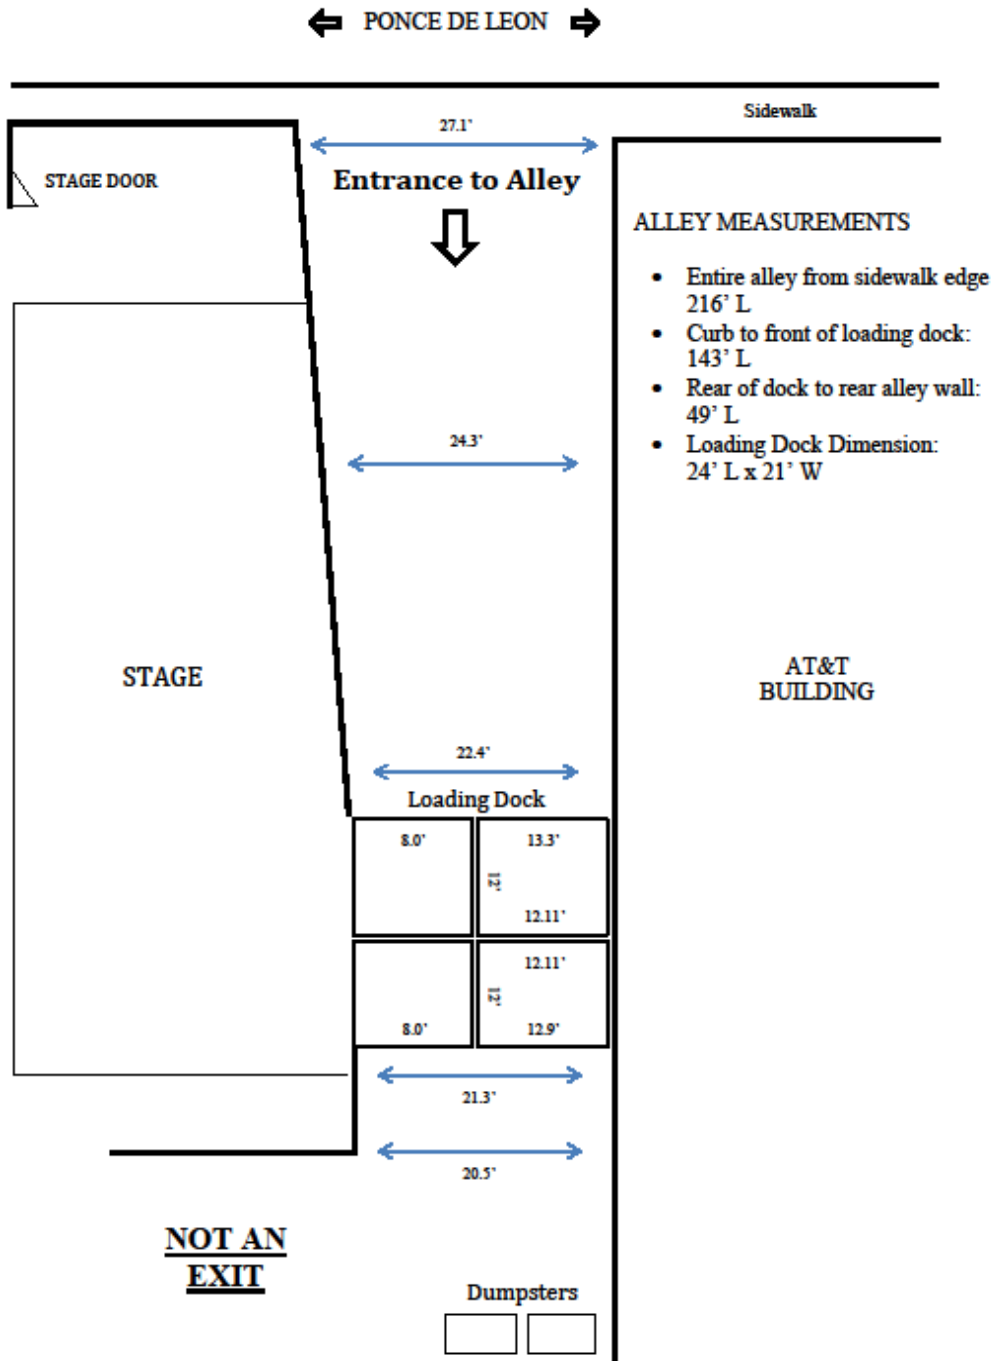 PONCE DE LEON
Sidewalk
27.1'
Entrance to Alley
STAGE DOOR
ALLEY MEASUREMENTS
• Entire alley from sidewalk edge
216' L
• Curb to front of loading dock:
143' L
• Rear of dock to rear alley wall:
49' L
• Loading Dock Dimension:
24' L x 21' W
24.3'
STAGE
AT&T
BUILDING
22.4'
Loading Dock
8.0'
13.3'
12'
12.11'
12.11'
12'
8.0'
12.9'
21.3'
20.5'
NOT AN
EXIT
Dumpsters